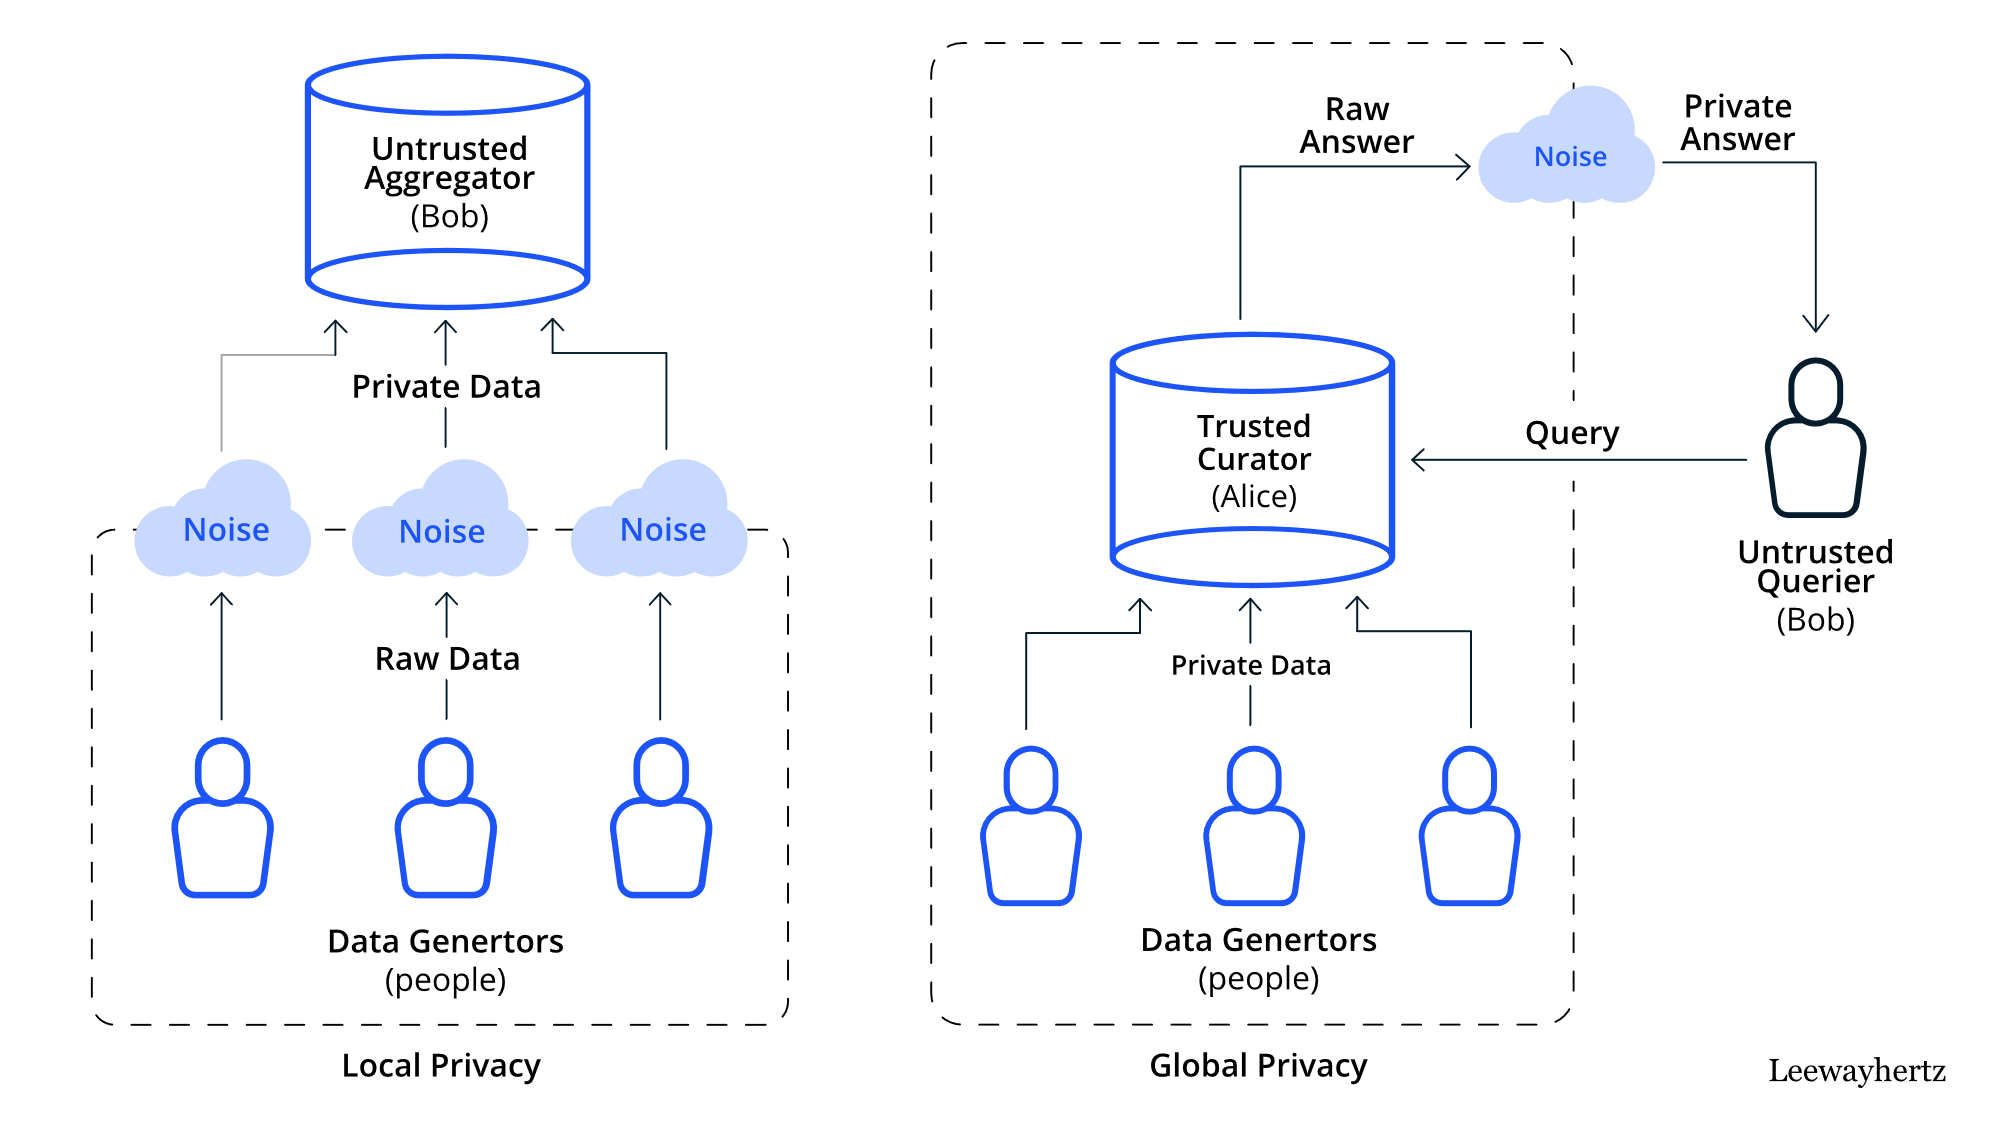 Untrusted
Aggregator
(Bob)
Private Data
Noise
Noise
Noise
Raw Data
Data Genertors
(people)
Local Privacy
Raw
Answer
Noise
Private
Answer
Trusted
Curator
(Alice)
Query
Untrusted
Querier
(Bob)
Private Data
Data Genertors
(people)
Global Privacy
Leewayhertz